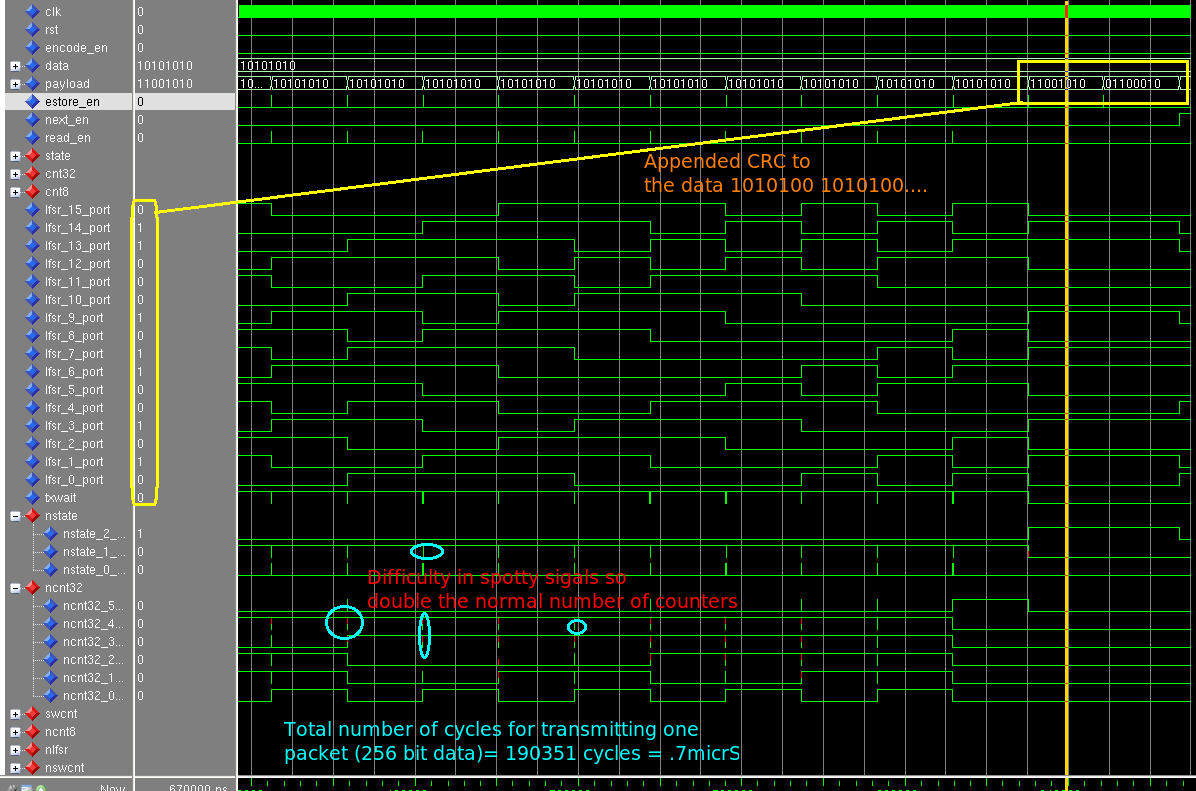 clk 0
rst 0
encode_en 0
data 10101010 10101010
payload 11001010 10... 10101010 10101010 10101010 10101010 10101010 10101010 10101010 10101010 10101010 10101010 11001010 01100010
estore_en 0
next_en 0
read_en 0
state
cnt32
cnt8
Appended CRC to
the data 1010100 1010100....
lfsr_15_port 0
lfsr_14_port 1
lfsr_13_port 1
lfsr_12_port 0
lfsr_11_port 0
lfsr_10_port 0
lfsr_9_port 1
lfsr_8_port 0
lfsr_7_port 1
lfsr_6_port 1
lfsr_5_port 0
lfsr_4_port 0
lfsr_3_port 1
lfsr_2_port 0
lfsr_1_port 1
lfsr_0_port 0
txwait 0
nstate
nstate_2_... 1
nstate_1_... 0
nstate_0_... 0
Difficulty in spotty sigals so
double the normal number of counters
ncnt32
ncnt32_5... 0
ncnt32_4... 0
ncnt32_3... 0
ncnt32_2... 0
ncnt32_1... 0
ncnt32_0... 0
swcnt
ncnt8
nlfsr
nswcnt
Total number of cycles for transmitting one
packet (256 bit data)= 190351 cycles = .7micrS
Now 670000 ns